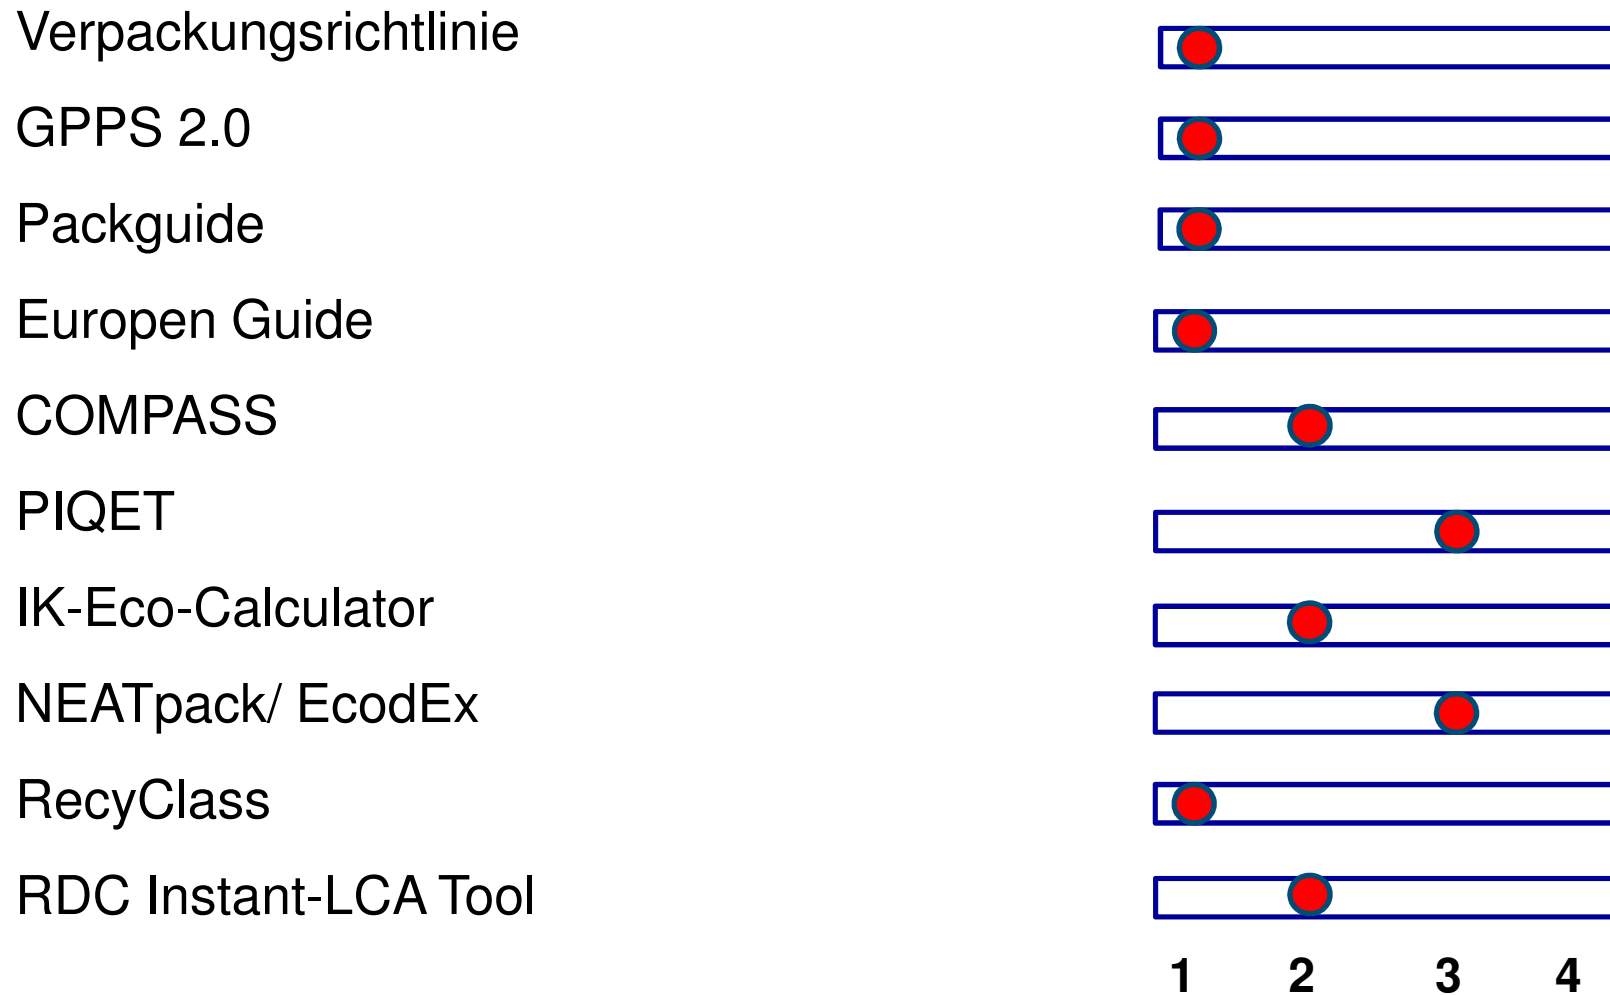 Verpackungsrichtlinie
GPPS 2.0
Packguide
Europen Guide
COMPASS
PIQET
IK-Eco-Calculator
NEATpack/ EcodEx
RecyClass
RDC Instant-LCA Tool
1 2 3 4